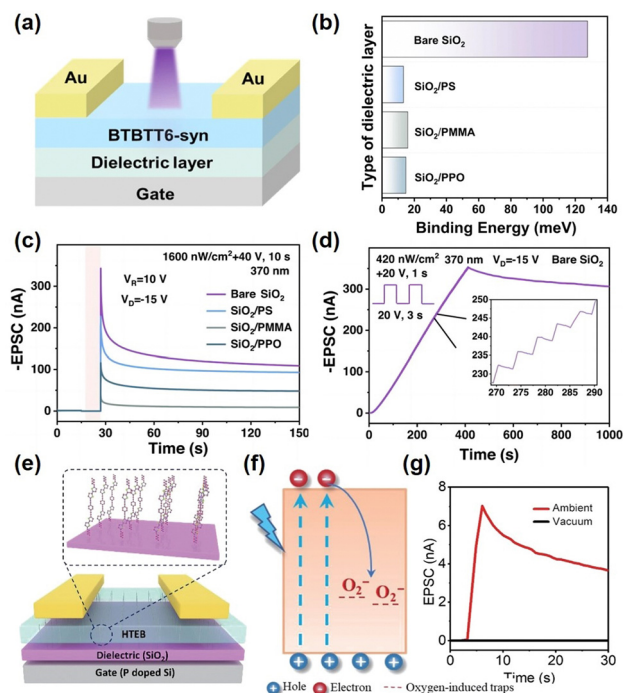 (a)
Au
Au
BTBTT6-syn
Dielectric layer
Gate
(b)
Type of dielectric layer
Bare SiO₂
SiO₂/PS
SiO₂/PMMA
SiO₂/PPO
0 20 40 60 80 100 120 140
Binding Energy (meV)
(c)
-EPSC (nA)
300
200
100
0
1600 nW/cm²+40 V, 10 s
370 nm
V_R=10 V
V_D=-15 V
Bare SiO₂
SiO₂/PS
SiO₂/PMMA
SiO₂/PPO
0 30 60 90 120 150
Time (s)
(d)
-EPSC (nA)
400
300
200
100
0
420 nW/cm² 370 nm V_D=-15 V Bare SiO₂
+20 V, 1 s
20 V, 3 s
250
245
240
235
230
270 275 280 285 290
0 200 400 600 800 1000
Time (s)
(e)
HTEB
Dielectric (SiO₂)
Gate (P doped Si)
(f)
O₂⁻
O₂⁻
Hole Electron Oxygen-induced traps
(g)
EPSC (nA)
8
6
4
2
0
Ambient
Vacuum
0 10 20 30
Time (s)